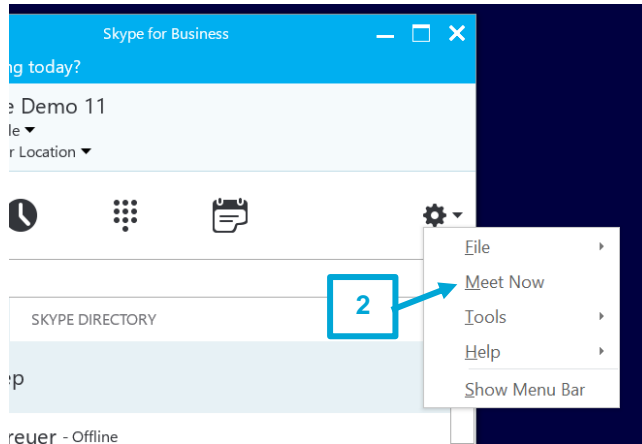 Skype for Business
ng today?
e Demo 11
le
r Location
File
Meet Now
2
Tools
SKYPE DIRECTORY
Help
ep
Show Menu Bar
reuer - Offline